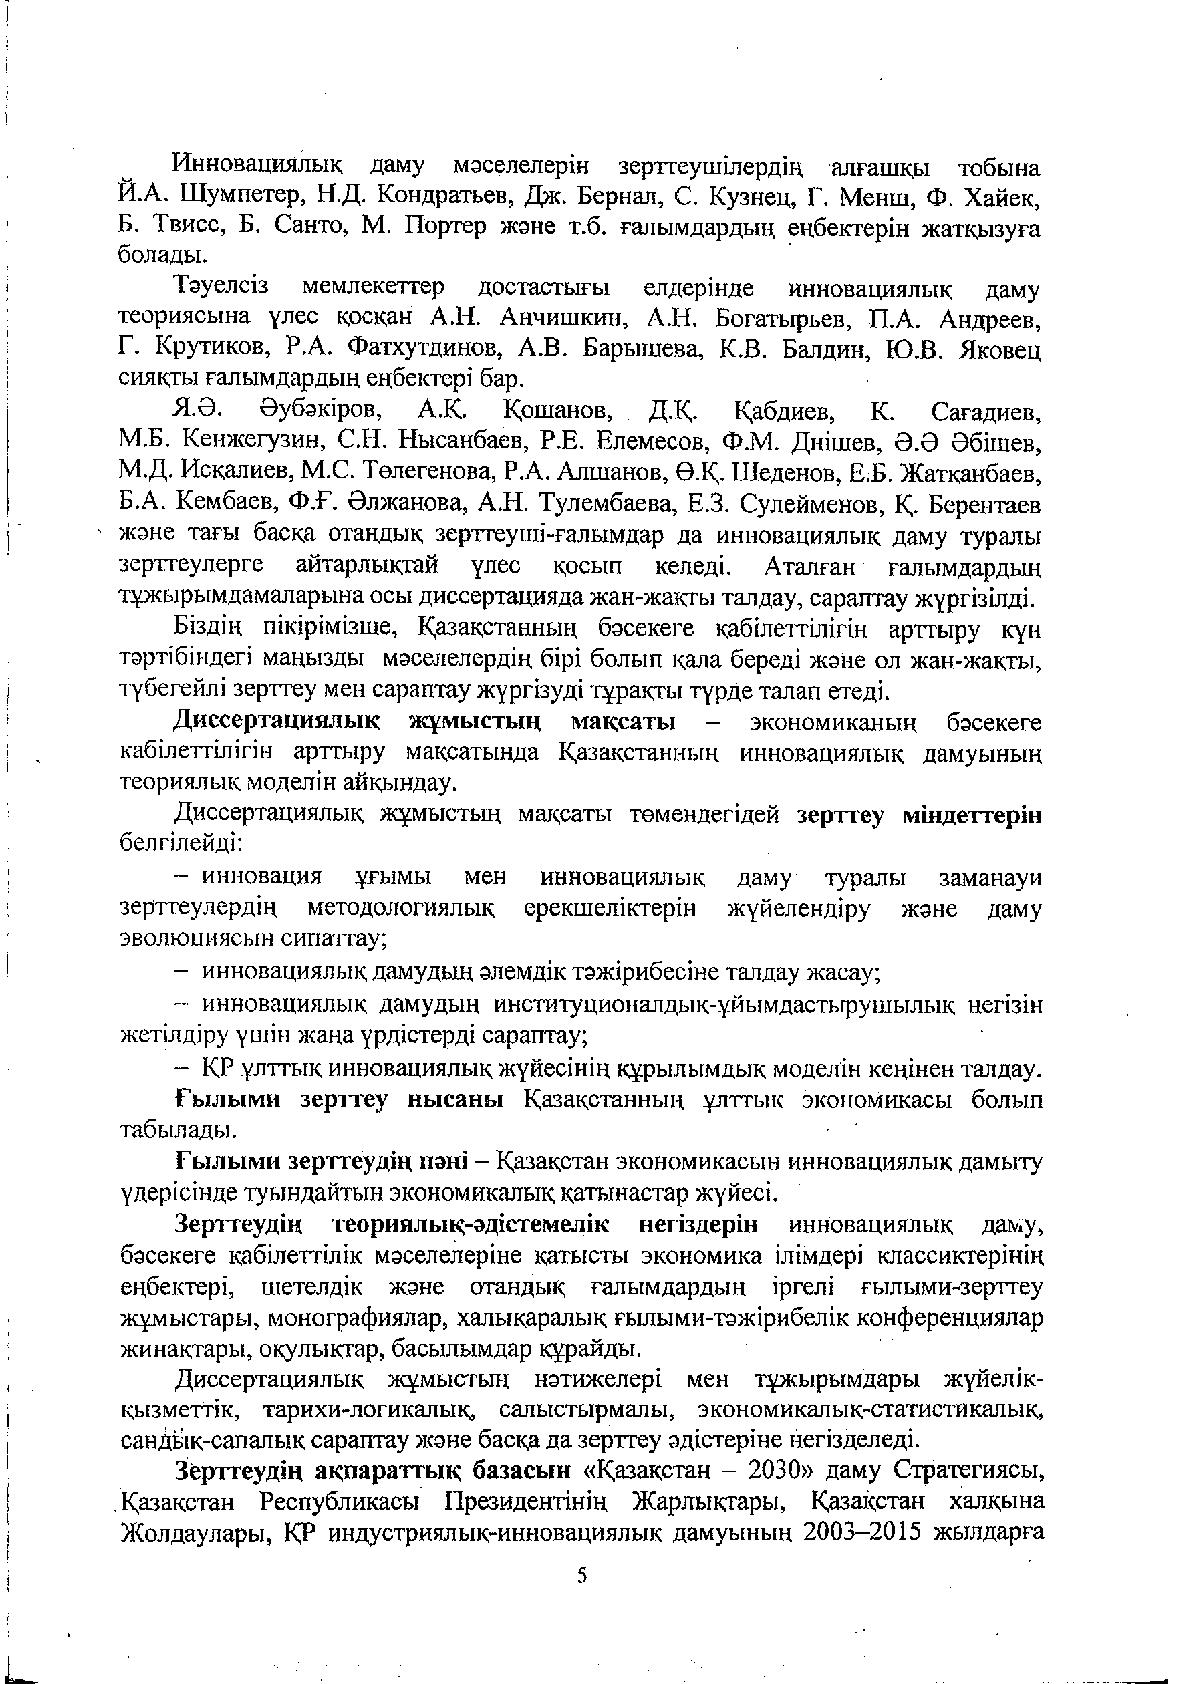 Инновациялық даму мәселелерін зерттеушілердің алғашқы тобына
Й.А. Шумпетер, Н.Д. Кондратьев, Дж. Бернал, С. Кузнец, Г. Менш, Ф. Хайек,
Б. Твисс, Б. Санто, М. Портер және т.б. ғалымдардың еңбектерін жатқызуға
болады.
Тәуелсіз мемлекеттер достастығы елдерінде инновациялық даму
теориясына үлес қосқан А.Н. Анчишкин, А.Н. Богатырьев, П.А. Андреев,
Г. Крутиков, Р.А. Фатхутдинов, А.В. Барышева, К.В. Балдин, Ю.В. Яковец
сияқты ғалымдардың еңбектері бар.
Я.Ә. Әубәкіров, А.Қ. Қошанов, Д.Қ. Қабдиев, К. Сағадиев,
М.Б. Кенжегузин, С.Н. Нысанбаев, Р.Е. Елемесов, Ф.М. Днішев, Ә.Ә Әбішев,
М.Д. Исқалиев, М.С. Төлегенова, Р.А. Алшанов, Ө.Қ. Шеденов, Е.Б. Жатқанбаев,
Б.А. Кембаев, Ф.Ғ. Әлжанова, А.Н. Тулембаева, Е.З. Сулейменов, Қ. Берентаев
және тағы басқа отандық зерттеуші-ғалымдар да инновациялық даму туралы
зерттеулерге айтарлықтай үлес қосып келеді. Аталған ғалымдардың
тұжырымдамаларына осы диссертацияда жан-жақты талдау, сараптау жүргізілді.
Біздің пікірімізше, Қазақстанның бәсекеге қабілеттілігін арттыру күн
тәртібіндегі маңызды мәселелердің бірі болып қала береді және ол жан-жақты,
түбегейлі зерттеу мен сараптау жүргізуді тұрақты түрде талап етеді.
Диссертациялық жұмыстың мақсаты – экономиканың бәсекеге
кабілеттілігін арттыру мақсатында Қазақстанның инновациялық дамуының
теориялық моделін айқындау.
Диссертациялық жұмыстың мақсаты төмендегідей зерттеу міндеттерін
белгілейді:
– инновация ұғымы мен инновациялық даму туралы заманауи
зерттеулердің методологиялық ерекшеліктерін жүйелендіру және даму
эволюциясын сипаттау;
– инновациялық дамудың әлемдік тәжірибесіне талдау жасау;
– инновациялық дамудың институционалдық-ұйымдастырушылық негізін
жетілдіру үшін жаңа үрдістерді сараптау;
– ҚР ұлттық инновациялық жүйесінің құрылымдық моделін кеңінен талдау.
Ғылыми зерттеу нысаны Қазақстанның ұлттық экономикасы болып
табылады.
Ғылыми зерттеудің пәні – Қазақстан экономикасын инновациялық дамыту
үдерісінде туындайтын экономикалық қатынастар жүйесі.
Зерттеудің теориялық-әдістемелік негіздерін инновациялық даму,
бәсекеге қабілеттілік мәселелеріне қатысты экономика ілімдері классиктерінің
еңбектері, шетелдік және отандық ғалымдардың іргелі ғылыми-зерттеу
жұмыстары, монографиялар, халықаралық ғылыми-тәжірибелік конференциялар
жинақтары, оқулықтар, басылымдар құрайды.
Диссертациялық жұмыстың нәтижелері мен тұжырымдары жүйелік-
қызметтік, тарихи-логикалық, салыстырмалы, экономикалық-статистикалық,
сандық-сапалық сараптау және басқа да зерттеу әдістеріне негізделеді.
Зерттеудің ақпараттық базасын «Қазақстан – 2030» даму Стратегиясы,
Қазақстан Республикасы Президентінің Жарлықтары, Қазақстан халқына
Жолдаулары, ҚР индустриялық-инновациялық дамуының 2003–2015 жылдарға
5